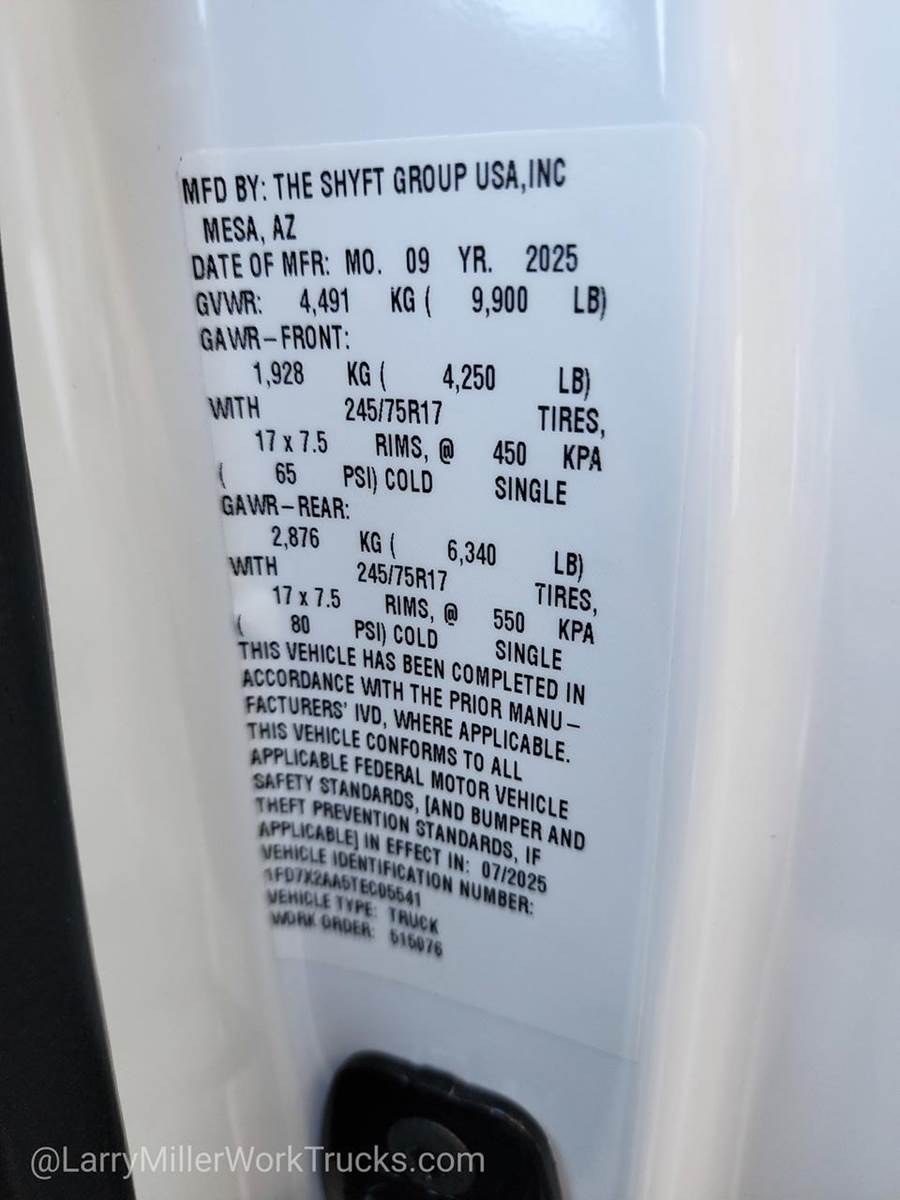 MFD BY: THE SHYFT GROUP USA,INC
MESA, AZ
DATE OF MFR: MO. 09 YR. 2025
GVWR: 4,491 KG ( 9,900 LB)
GAWR-FRONT:
1,928 KG ( 4,250 LB)
WITH 245/75R17 TIRES,
17 x 7.5 RIMS, @ 450 KPA
( 65 PSI) COLD SINGLE
GAWR-REAR:
2,876 KG ( 6,340 LB)
WITH 245/75R17 TIRES,
17 x 7.5 RIMS, @ 550 KPA
( 80 PSI) COLD SINGLE
THIS VEHICLE HAS BEEN COMPLETED IN
ACCORDANCE WITH THE PRIOR MANU-
FACTURERS' IVD, WHERE APPLICABLE.
THIS VEHICLE CONFORMS TO ALL
APPLICABLE FEDERAL MOTOR VEHICLE
SAFETY STANDARDS, [AND BUMPER AND
THEFT PREVENTION STANDARDS, IF
APPLICABLE] IN EFFECT IN: 07/2025
VEHICLE IDENTIFICATION NUMBER:
1FD7X2AA5TEC05541
VEHICLE TYPE: TRUCK
WORK ORDER: 515076
@LarryMillerWorkTrucks.com